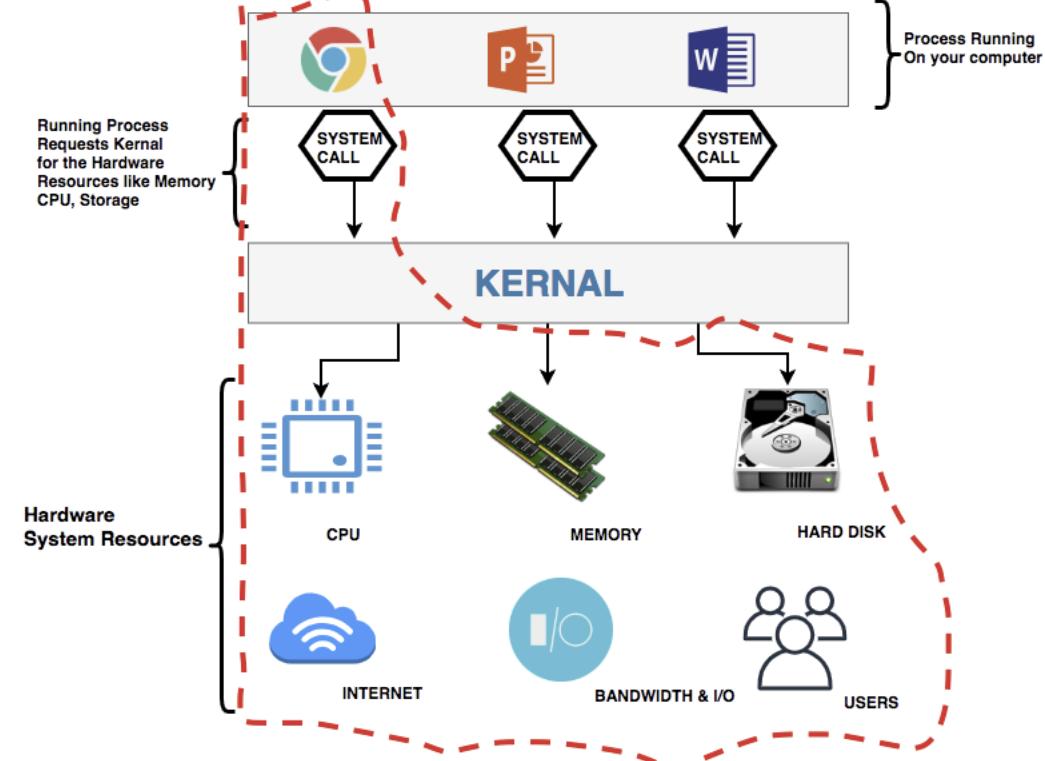 Process Running
On your computer
P
W
Running Process
Requests Kernal
for the Hardware
Resources like Memory
CPU, Storage
SYSTEM
CALL
SYSTEM
CALL
SYSTEM
CALL
KERNAL
Hardware
System Resources
CPU
MEMORY
HARD DISK
I/O
INTERNET
BANDWIDTH & I/O
USERS